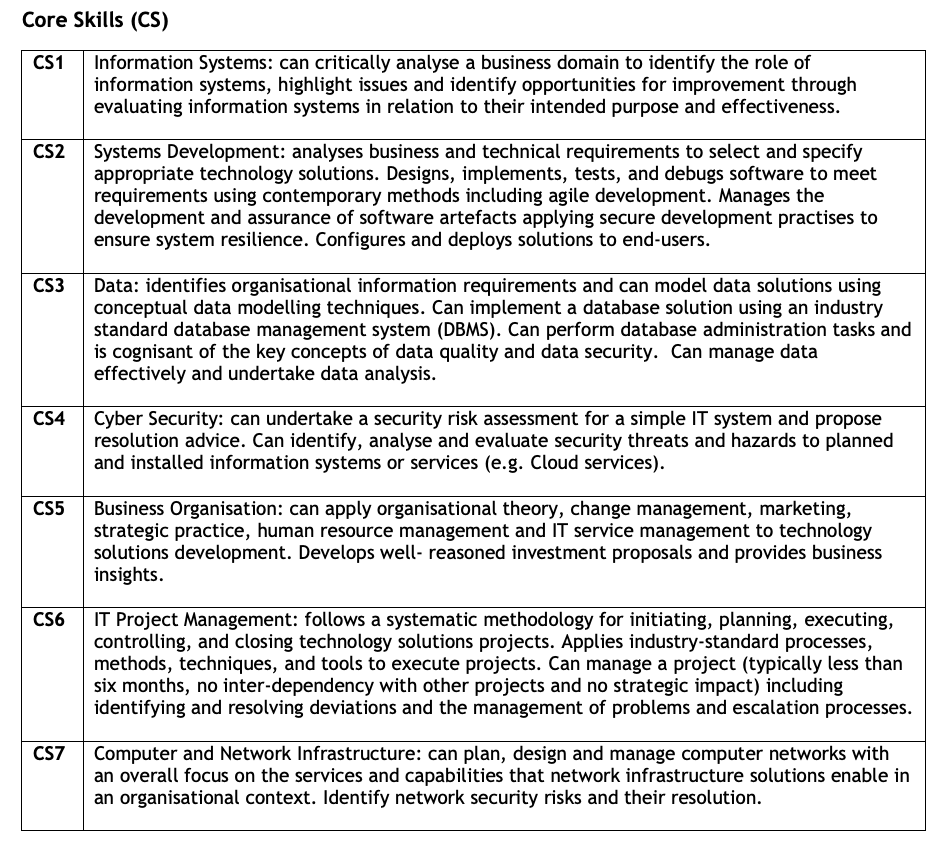 Core Skills (CS)
CS1 Information Systems: can critically analyse a business domain to identify the role of
information systems, highlight issues and identify opportunities for improvement through
evaluating information systems in relation to their intended purpose and effectiveness.
CS2 Systems Development: analyses business and technical requirements to select and specify
appropriate technology solutions. Designs, implements, tests, and debugs software to meet
requirements using contemporary methods including agile development. Manages the
development and assurance of software artefacts applying secure development practises to
ensure system resilience. Configures and deploys solutions to end-users.
CS3 Data: identifies organisational information requirements and can model data solutions using
conceptual data modelling techniques. Can implement a database solution using an industry
standard database management system (DBMS). Can perform database administration tasks and
is cognisant of the key concepts of data quality and data security.  Can manage data
effectively and undertake data analysis.
CS4 Cyber Security: can undertake a security risk assessment for a simple IT system and propose
resolution advice. Can identify, analyse and evaluate security threats and hazards to planned
and installed information systems or services (e.g. Cloud services).
CS5 Business Organisation: can apply organisational theory, change management, marketing,
strategic practice, human resource management and IT service management to technology
solutions development. Develops well- reasoned investment proposals and provides business
insights.
CS6 IT Project Management: follows a systematic methodology for initiating, planning, executing,
controlling, and closing technology solutions projects. Applies industry-standard processes,
methods, techniques, and tools to execute projects. Can manage a project (typically less than
six months, no inter-dependency with other projects and no strategic impact) including
identifying and resolving deviations and the management of problems and escalation processes.
CS7 Computer and Network Infrastructure: can plan, design and manage computer networks with
an overall focus on the services and capabilities that network infrastructure solutions enable in
an organisational context. Identify network security risks and their resolution.